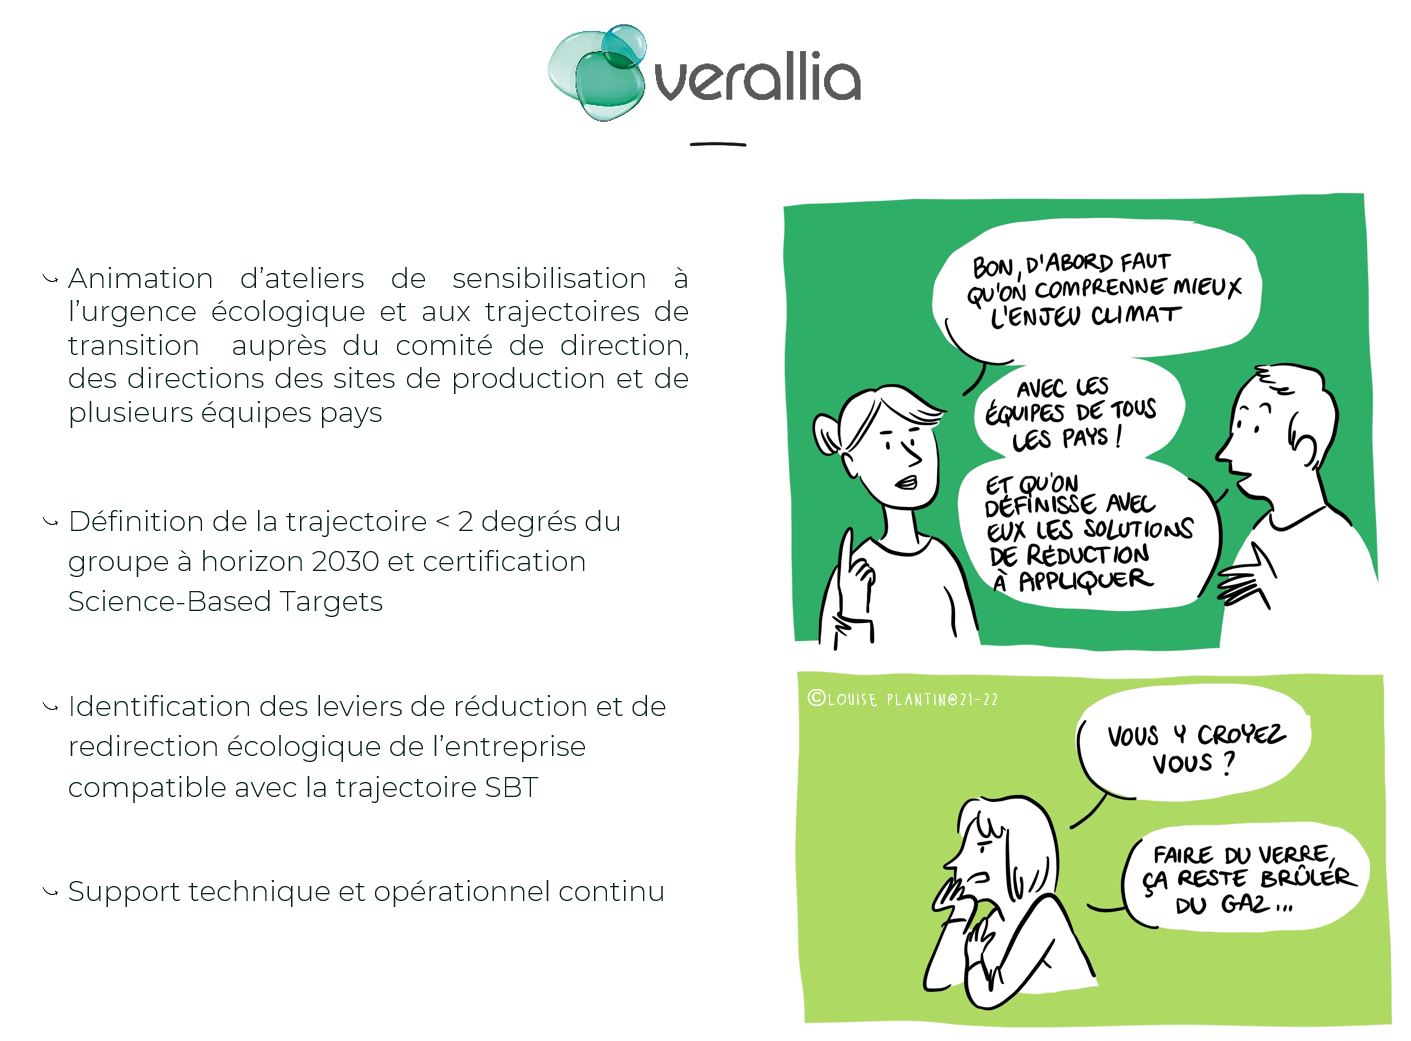 verallia
Animation d’ateliers de sensibilisation à
l’urgence écologique et aux trajectoires de
transition auprès du comité de direction,
des directions des sites de production et de
plusieurs équipes pays
Définition de la trajectoire < 2 degrés du
groupe à horizon 2030 et certification
Science-Based Targets
Identification des leviers de réduction et de
redirection écologique de l’entreprise
compatible avec la trajectoire SBT
Support technique et opérationnel continu
BON, D'ABORD FAUT
QU'ON COMPRENNE MIEUX
L'ENJEU CLIMAT
AVEC LES
ÉQUIPES DE TOUS
LES PAYS !
ET QU'ON
DÉFINISSE AVEC
EUX LES SOLUTIONS
DE RÉDUCTION
À APPLIQUER
©LOUISE PLANTIN@21-22
VOUS Y CROYEZ
VOUS ?
FAIRE DU VERRE,
ÇA RESTE BRÛLER
DU GAZ...